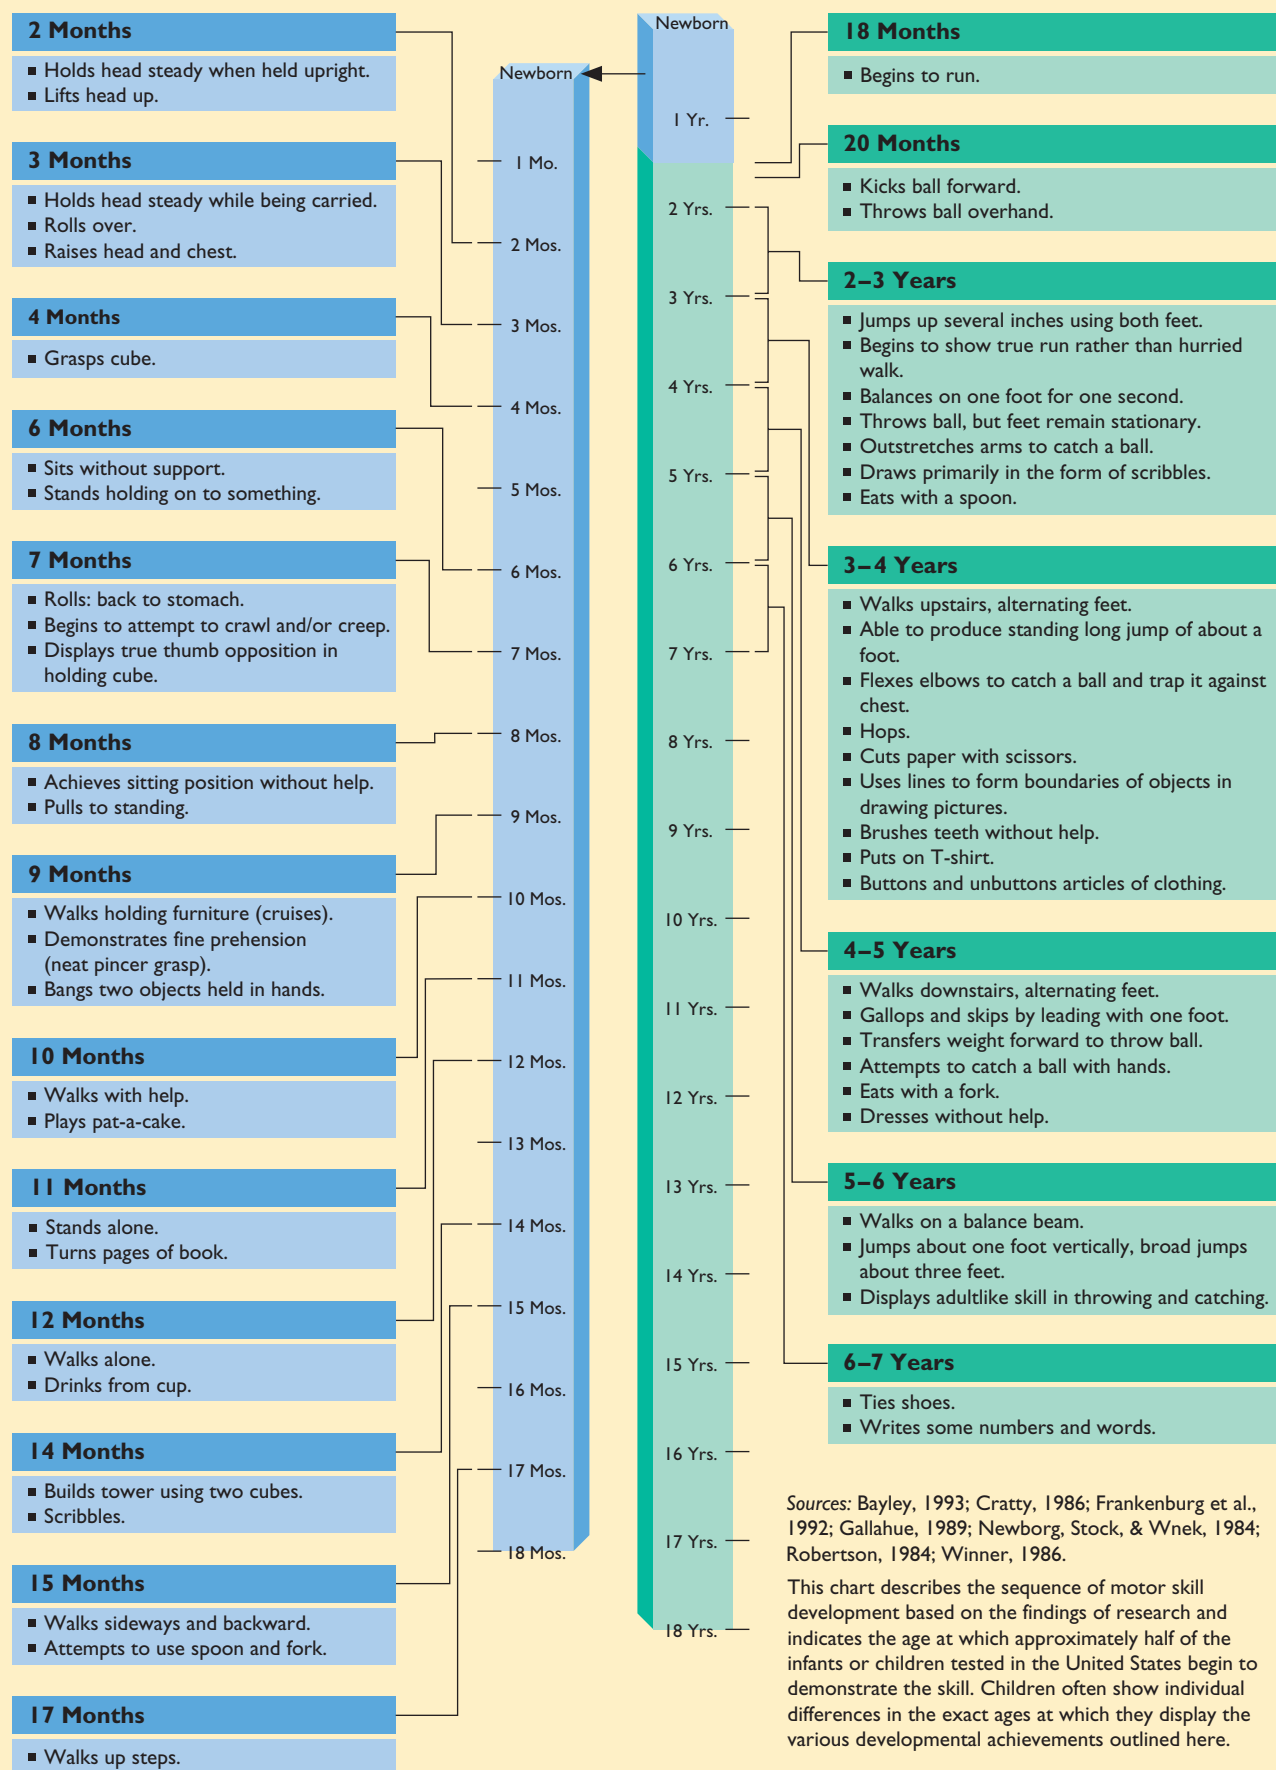 2 Months
▪ Holds head steady when held upright.
▪ Lifts head up.
3 Months
▪ Holds head steady while being carried.
▪ Rolls over.
▪ Raises head and chest.
4 Months
▪ Grasps cube.
6 Months
▪ Sits without support.
▪ Stands holding on to something.
7 Months
▪ Rolls: back to stomach.
▪ Begins to attempt to crawl and/or creep.
▪ Displays true thumb opposition in
holding cube.
8 Months
▪ Achieves sitting position without help.
▪ Pulls to standing.
9 Months
▪ Walks holding furniture (cruises).
▪ Demonstrates fine prehension
(neat pincer grasp).
▪ Bangs two objects held in hands.
10 Months
▪ Walks with help.
▪ Plays pat-a-cake.
11 Months
▪ Stands alone.
▪ Turns pages of book.
12 Months
▪ Walks alone.
▪ Drinks from cup.
14 Months
▪ Builds tower using two cubes.
▪ Scribbles.
15 Months
▪ Walks sideways and backward.
▪ Attempts to use spoon and fork.
17 Months
▪ Walks up steps.
Newborn
1 Mo.
2 Mos.
3 Mos.
4 Mos.
5 Mos.
6 Mos.
7 Mos.
8 Mos.
9 Mos.
10 Mos.
11 Mos.
12 Mos.
13 Mos.
14 Mos.
15 Mos.
16 Mos.
17 Mos.
18 Mos.
Newborn
1 Yr.
2 Yrs.
3 Yrs.
4 Yrs.
5 Yrs.
6 Yrs.
7 Yrs.
8 Yrs.
9 Yrs.
10 Yrs.
11 Yrs.
12 Yrs.
13 Yrs.
14 Yrs.
15 Yrs.
16 Yrs.
17 Yrs.
18 Yrs.
18 Months
▪ Begins to run.
20 Months
▪ Kicks ball forward.
▪ Throws ball overhand.
2–3 Years
▪ Jumps up several inches using both feet.
▪ Begins to show true run rather than hurried
walk.
▪ Balances on one foot for one second.
▪ Throws ball, but feet remain stationary.
▪ Outstretches arms to catch a ball.
▪ Draws primarily in the form of scribbles.
▪ Eats with a spoon.
3–4 Years
▪ Walks upstairs, alternating feet.
▪ Able to produce standing long jump of about a
foot.
▪ Flexes elbows to catch a ball and trap it against
chest.
▪ Hops.
▪ Cuts paper with scissors.
▪ Uses lines to form boundaries of objects in
drawing pictures.
▪ Brushes teeth without help.
▪ Puts on T-shirt.
▪ Buttons and unbuttons articles of clothing.
4–5 Years
▪ Walks downstairs, alternating feet.
▪ Gallops and skips by leading with one foot.
▪ Transfers weight forward to throw ball.
▪ Attempts to catch a ball with hands.
▪ Eats with a fork.
▪ Dresses without help.
5–6 Years
▪ Walks on a balance beam.
▪ Jumps about one foot vertically, broad jumps
about three feet.
▪ Displays adultlike skill in throwing and catching.
6–7 Years
▪ Ties shoes.
▪ Writes some numbers and words.
Sources: Bayley, 1993; Cratty, 1986; Frankenburg et al.,
1992; Gallahue, 1989; Newborg, Stock, & Wnek, 1984;
Robertson, 1984; Winner, 1986.
This chart describes the sequence of motor skill
development based on the findings of research and
indicates the age at which approximately half of the
infants or children tested in the United States begin to
demonstrate the skill. Children often show individual
differences in the exact ages at which they display the
various developmental achievements outlined here.